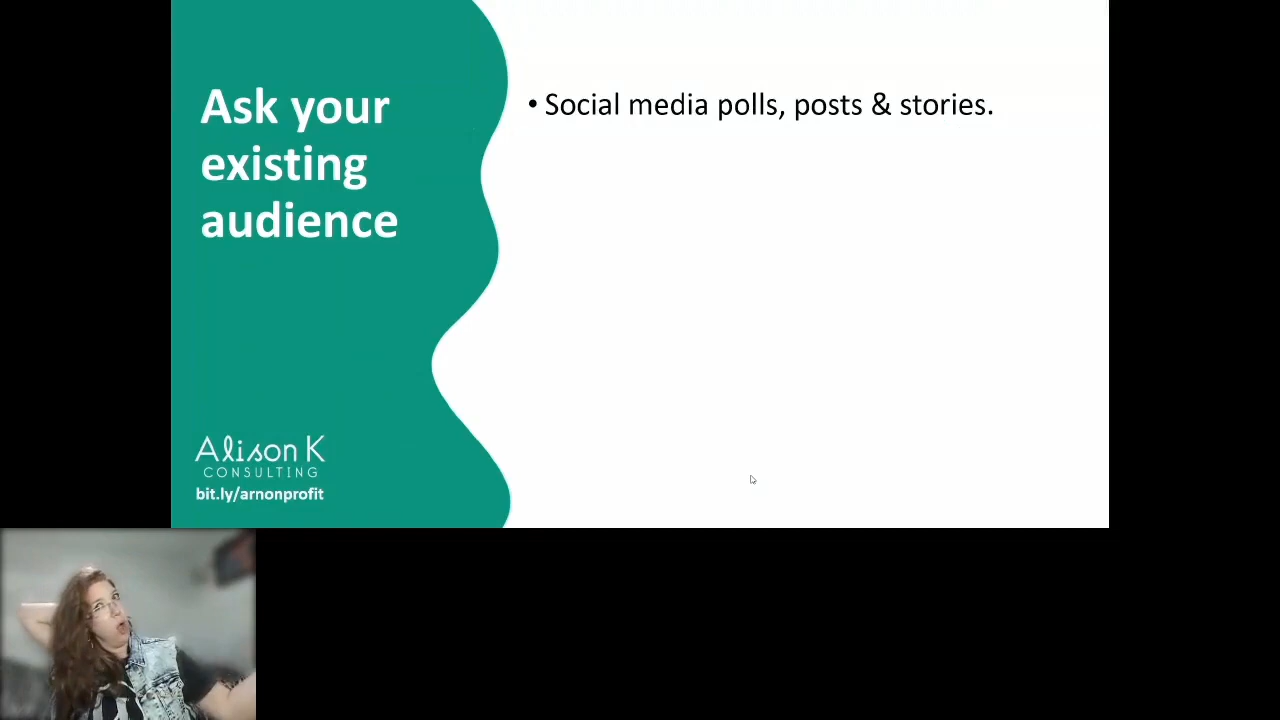 Ask your
existing
audience
• Social media polls, posts & stories.
Alison K
CONSULTING
bit.ly/arnonprofit